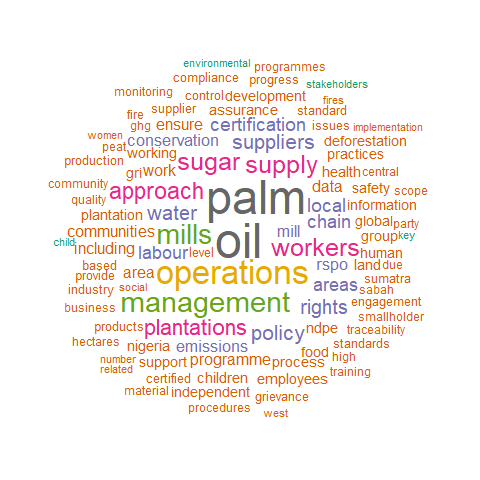 environmental programmes
compliance progress
monitoring control development stakeholders
supplier assurance standard fires
fire ensure certification issues implementation
ghg conservation suppliers deforestation
women working practices
peat sugar supply health central
production gri work data safety scope
community approach palm local information
quality water chain global party
plantation mills oil mill group key
communities workers human
child including labour level rspo land due
based area operations areas sumatra
provide sabah
industry social management rights engagement
business smallholder
products plantations policy ndpe traceability
hectares nigeria emissions food standards
number support programme process high
related certified children employees training
material independent grievance
procedures west